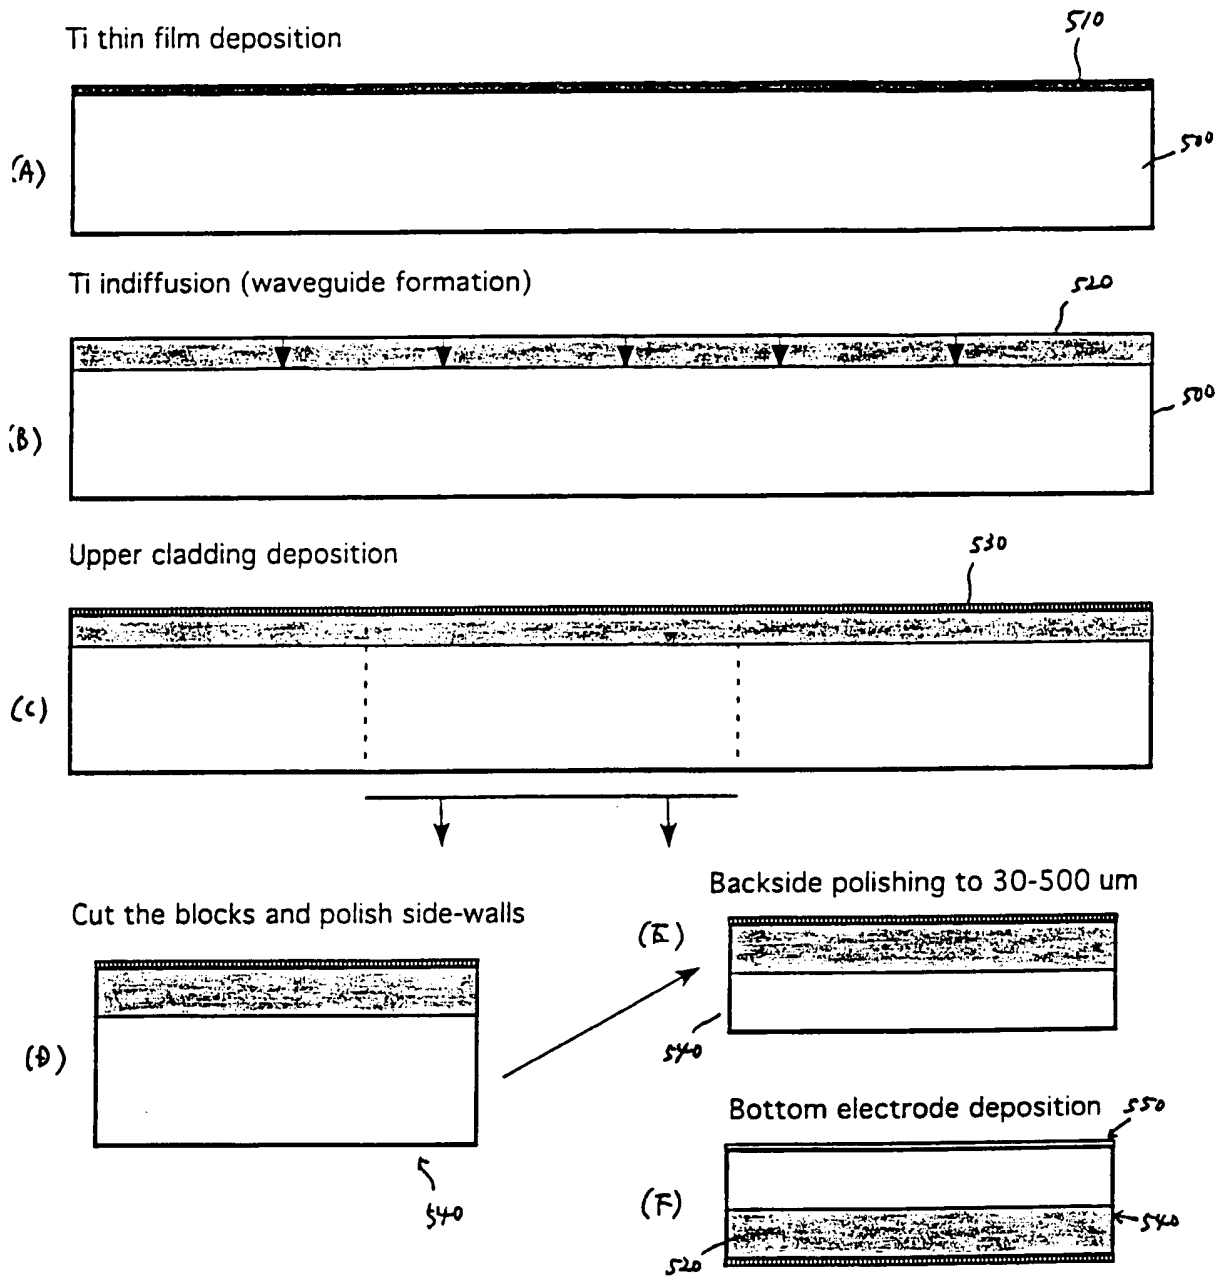 Ti thin film deposition
510
(A)
500
Ti indiffusion (waveguide formation)
520
(B)
500
Upper cladding deposition
530
(C)
Backside polishing to 30-500 um
Cut the blocks and polish side-walls
(E)
(D)
540
540
Bottom electrode deposition
550
(F)
540
520